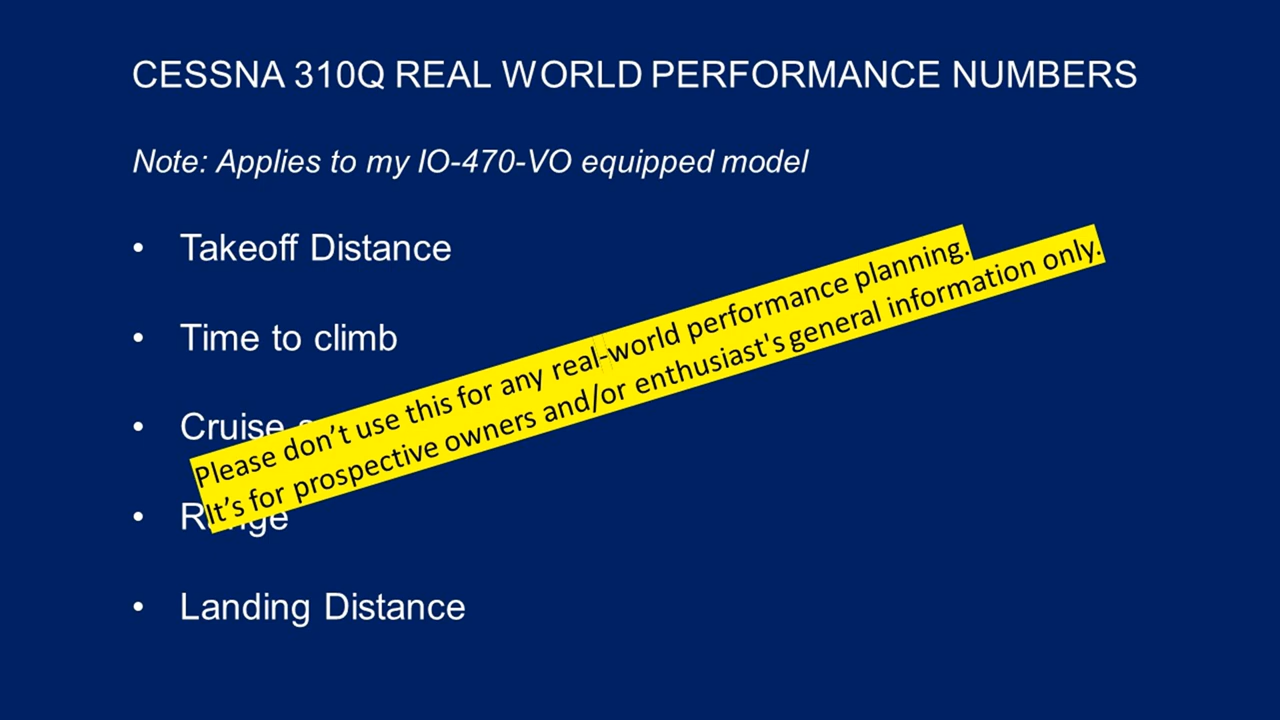 CESSNA 310Q REAL WORLD PERFORMANCE NUMBERS
Note: Applies to my IO-470-VO equipped model
• Takeoff Distance
• Time to climb
• Cruise
Please don’t use this for any real-world performance planning.
It’s for prospective owners and/or enthusiast's general information only.
• Range
• Landing Distance